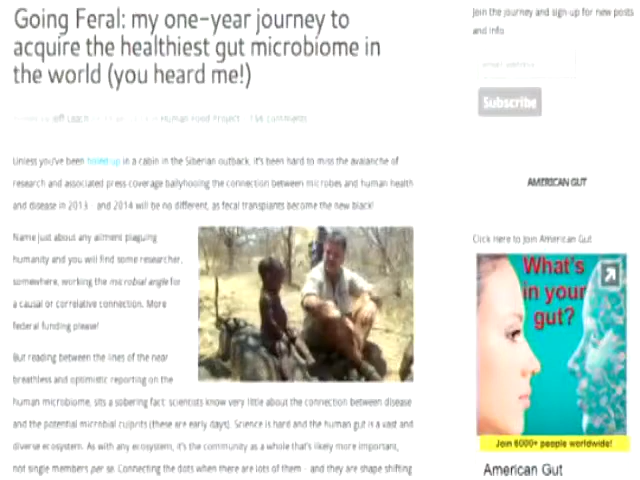 Going Feral: my one-year journey to
acquire the healthiest gut microbiome in
the world (you heard me!)
Jeff Leach
Human Food Project
156 comments
Unless you've been holed-up in a cabin in the Siberian outback, it's been hard to miss the avalanche of
research and associated press coverage ballyhooing the connection between microbes and human health
and disease in 2013 and 2014 will be no different, as fecal transplants become the new black!
Name just about any ailment plaguing
humanity and you will find some researcher,
somewhere, working the microbial angle for
a causal or correlative connection. More
federal funding please!
But reading between the lines of the near
breathless and optimistic reporting on the
human microbiome, sits a sobering fact: scientists know very little about the connection between disease
and the potential microbial culprits (these are early days). Science is hard and the human gut is a vast and
diverse ecosystem. As with any ecosystem, it's the community as a whole that's likely more important,
not single members per se. Connecting the dots when there are lots of them - and they are shape shifting
Join the journey and sign-up for new posts
and info
email address
Subscribe
AMERICAN GUT
Click Here to Join American Gut
What's
in your
gut?
Join 6000+ people worldwide!
American Gut